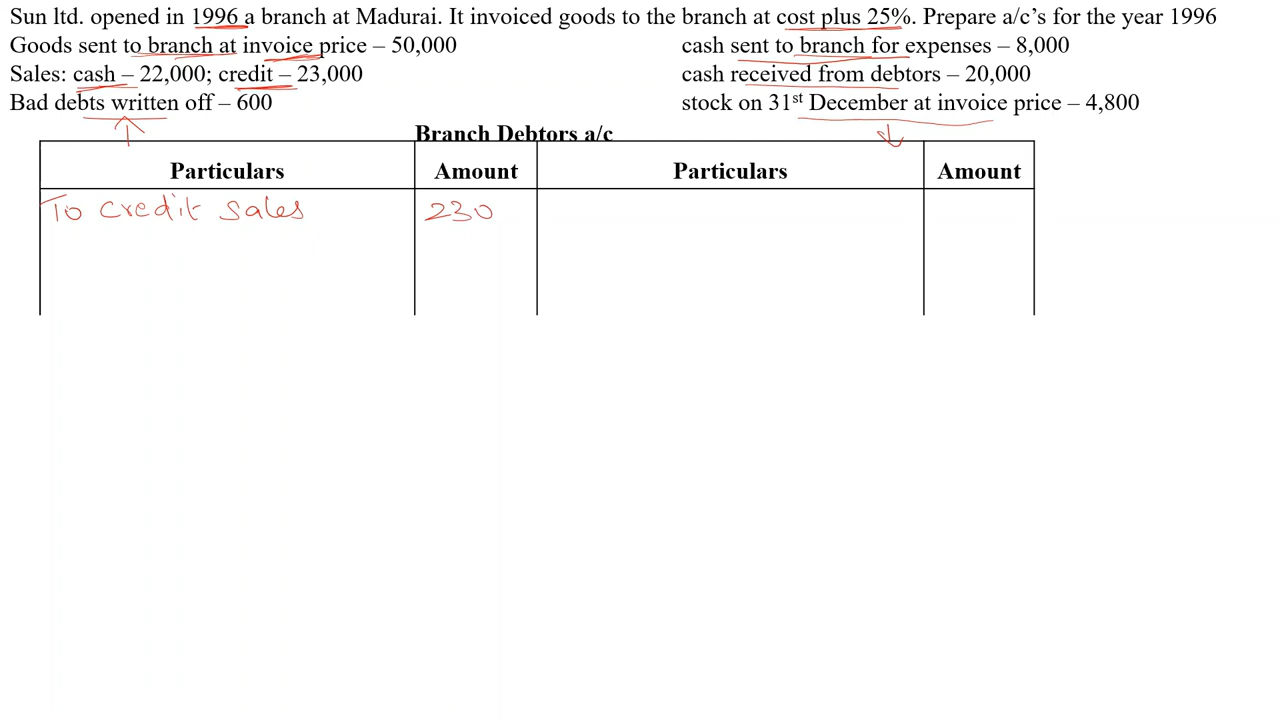 Sun ltd. opened in 1996 a branch at Madurai. It invoiced goods to the branch at cost plus 25%. Prepare a/c’s for the year 1996
Goods sent to branch at invoice price – 50,000 cash sent to branch for expenses – 8,000
Sales: cash – 22,000; credit – 23,000 cash received from debtors – 20,000
Bad debts written off – 600 stock on 31st December at invoice price – 4,800
Branch Debtors a/c
Particulars Amount Particulars Amount
To credit sales 230